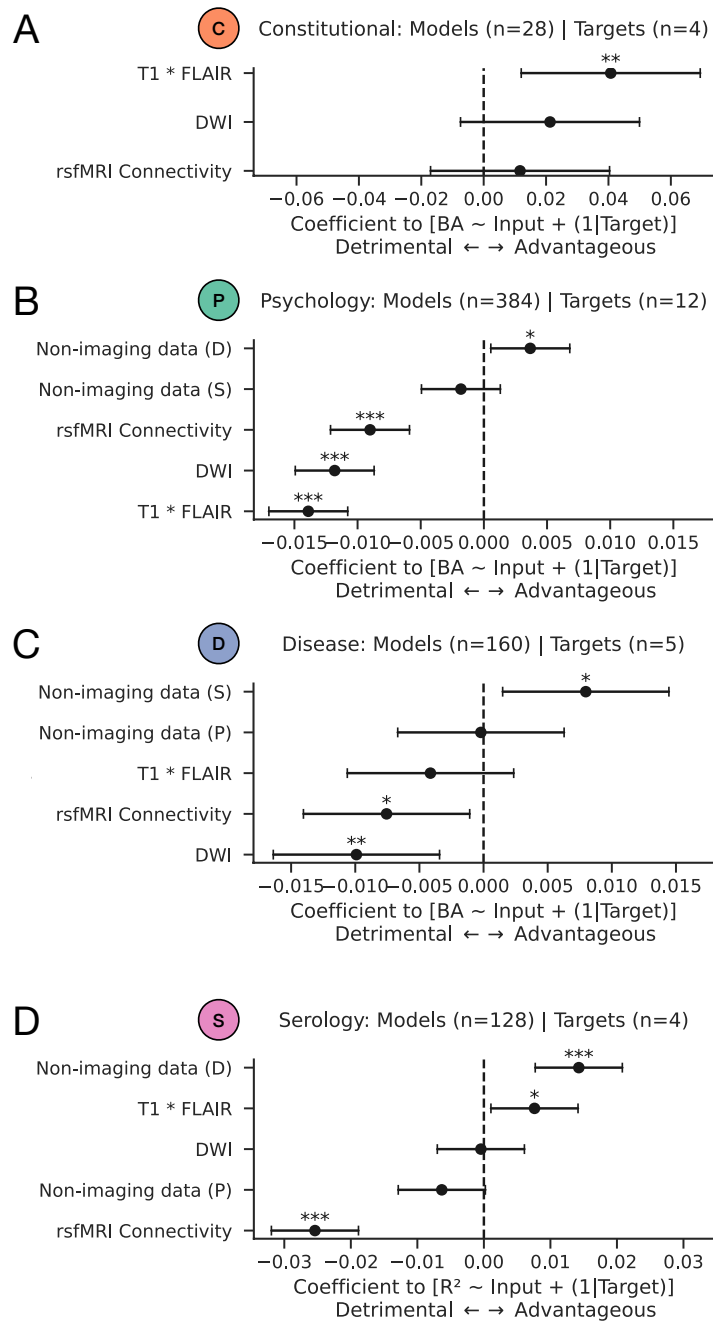 A
C Constitutional: Models (n=28) | Targets (n=4)
T1 * FLAIR
**
DWI
rsfMRI Connectivity
−0.06 −0.04 −0.02 0.00 0.02 0.04 0.06
Coefficient to [BA ~ Input + (1|Target)]
Detrimental ← → Advantageous
B
P Psychology: Models (n=384) | Targets (n=12)
Non-imaging data (D)
*
Non-imaging data (S)
rsfMRI Connectivity
***
DWI
***
T1 * FLAIR
***
−0.015 −0.010 −0.005 0.000 0.005 0.010 0.015
Coefficient to [BA ~ Input + (1|Target)]
Detrimental ← → Advantageous
C
D Disease: Models (n=160) | Targets (n=5)
Non-imaging data (S)
*
Non-imaging data (P)
T1 * FLAIR
rsfMRI Connectivity
*
DWI
**
−0.015 −0.010 −0.005 0.000 0.005 0.010 0.015
Coefficient to [BA ~ Input + (1|Target)]
Detrimental ← → Advantageous
D
S Serology: Models (n=128) | Targets (n=4)
Non-imaging data (D)
***
T1 * FLAIR
*
DWI
Non-imaging data (P)
rsfMRI Connectivity
***
−0.03 −0.02 −0.01 0.00 0.01 0.02 0.03
Coefficient to [R² ~ Input + (1|Target)]
Detrimental ← → Advantageous